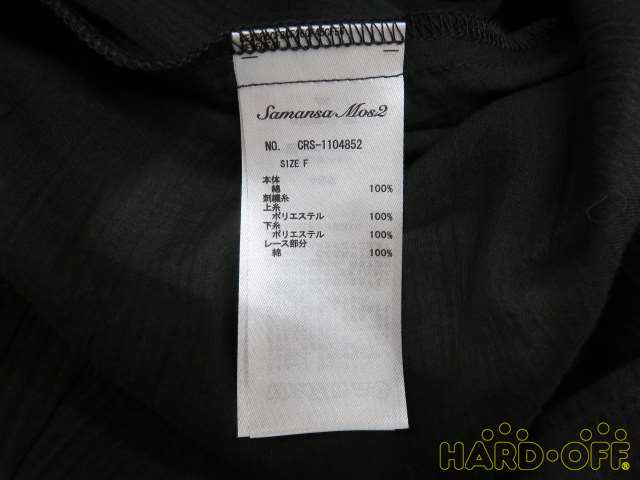 Samansa Mos2
NO. CRS-1104852
SIZE F
本体
綿 100%
刺繍糸
上糸
ポリエステル 100%
下糸
ポリエステル 100%
レース部分
綿 100%
HARD・OFF®